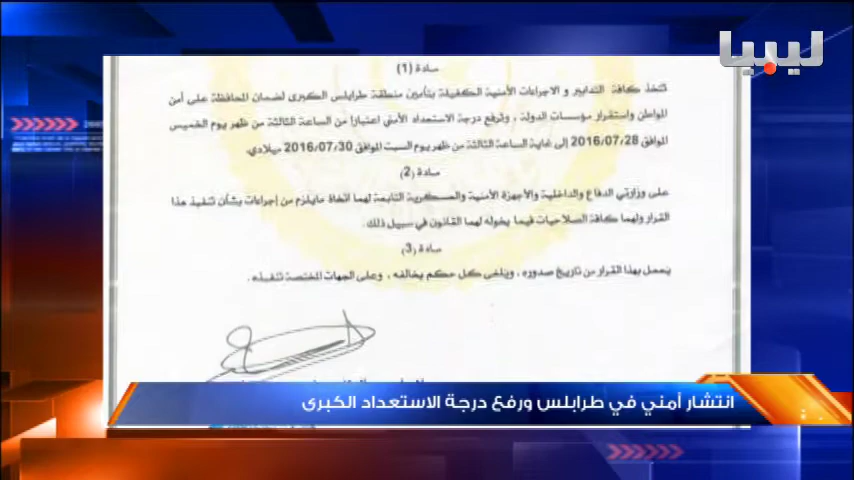 ليبيا
مادة (1)
تتخذ كافة التدابير و الاجراءات الأمنية الكفيلة بتأمين منطقة طرابلس الكبرى لضمان المحافظة على أمن
المواطن واستقرار مؤسسات الدولة ، وترفع درجة الاستعداد الأمني اعتبارا من الساعة الثالثة من ظهر يوم الخميس
الموافق 2016/07/28 إلى غاية الساعة الثالثة من ظهر يوم السبت الموافق 2016/07/30 ميلادي.
مادة (2)
على وزارتي الدفاع والداخلية والأجهزة الأمنية والعسكرية التابعة لهما اتخاذ مايلزم من إجراءات بشأن تنفيذ هذا
القرار ولهما كافة الصلاحيات فيما يخوله لهما القانون في سبيل ذلك.
مادة (3)
يعمل بهذا القرار من تاريخ صدوره ، ويلغى كل حكم يخالفه ، وعلى الجهات المختصة تنفيذه .
انتشار أمني في طرابلس ورفع درجة الاستعداد الكبرى